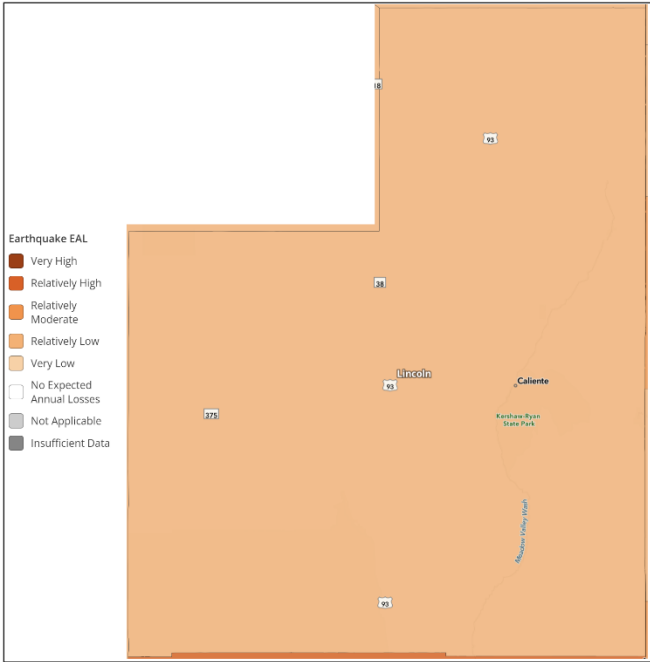 18
93
Earthquake EAL
Very High
Relatively High
Relatively
Moderate
Relatively Low
Very Low
No Expected
Annual Losses
Not Applicable
Insufficient Data
38
Lincoln
93
Caliente
375
Kershaw-Ryan
State Park
Meadow Valley Wash
93